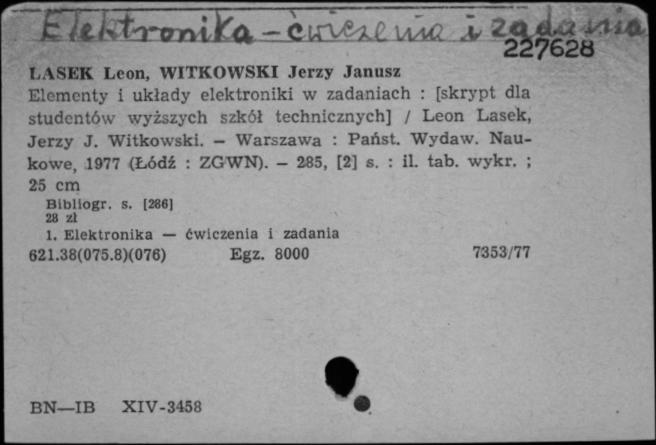 Elektronika - ćwiczenia i zadania
227628
LASEK Leon, WITKOWSKI Jerzy Janusz
Elementy i układy elektroniki w zadaniach : [skrypt dla
studentów wyższych szkół technicznych] / Leon Lasek,
Jerzy J. Witkowski. — Warszawa : Państ. Wydaw. Nau-
kowe, 1977 (Łódź : ZGWN). — 285, [2] s. : il. tab. wykr. ;
25 cm
Bibliogr. s. [286]
28 zł
1. Elektronika — ćwiczenia i zadania
621.38(075.8)(076) Egz. 8000 7353/77
BN—IB XIV-3458